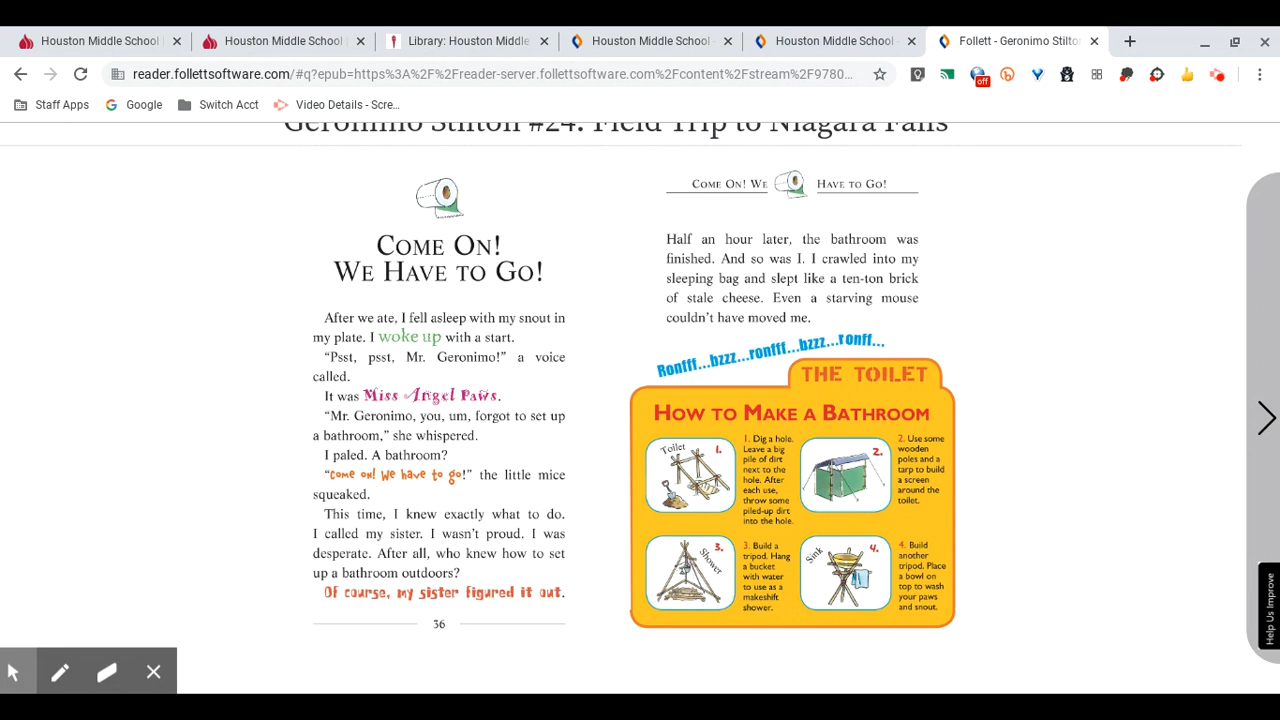 Houston Middle School
Houston Middle School
Library: Houston Middle
Houston Middle School -
Houston Middle School -
Follett - Geronimo Stilton
reader.follettsoftware.com/#q?epub=https%3A%2F%2Freader-server.follettsoftware.com%2Fcontent%2Fstream%2F9780...
off
Staff Apps
Google
Switch Acct
Video Details - Scre...
Geronimo Stilton #24: Field Trip to Niagara Falls
COME ON!
WE HAVE TO GO!
After we ate, I fell asleep with my snout in
my plate. I woke up with a start.
“Psst, psst, Mr. Geronimo!” a voice
called.
It was Miss Angel Paws.
“Mr. Geronimo, you, um, forgot to set up
a bathroom,” she whispered.
I paled. A bathroom?
“Come on! We have to go!” the little mice
squeaked.
This time, I knew exactly what to do.
I called my sister. I wasn’t proud. I was
desperate. After all, who knew how to set
up a bathroom outdoors?
Of course, my sister figured it out.
36
COME ON! WE HAVE TO GO!
Half an hour later, the bathroom was
finished. And so was I. I crawled into my
sleeping bag and slept like a ten-ton brick
of stale cheese. Even a starving mouse
couldn’t have moved me.
Ronfff...bzzz...ronfff...bzzz...ronff...
THE TOILET
HOW TO MAKE A BATHROOM
Toilet
1.
1. Dig a hole.
Leave a big
pile of dirt
next to the
hole. After
each use,
throw some
piled-up dirt
into the hole.
2.
2. Use some
wooden
poles and a
tarp to build
a screen
around the
toilet.
Shower
3.
3. Build a
tripod. Hang
a bucket
with water
to use as a
makeshift
shower.
Sink
4.
4. Build
another
tripod. Place
a bowl on
top to wash
your paws
and snout.
Help Us Improve